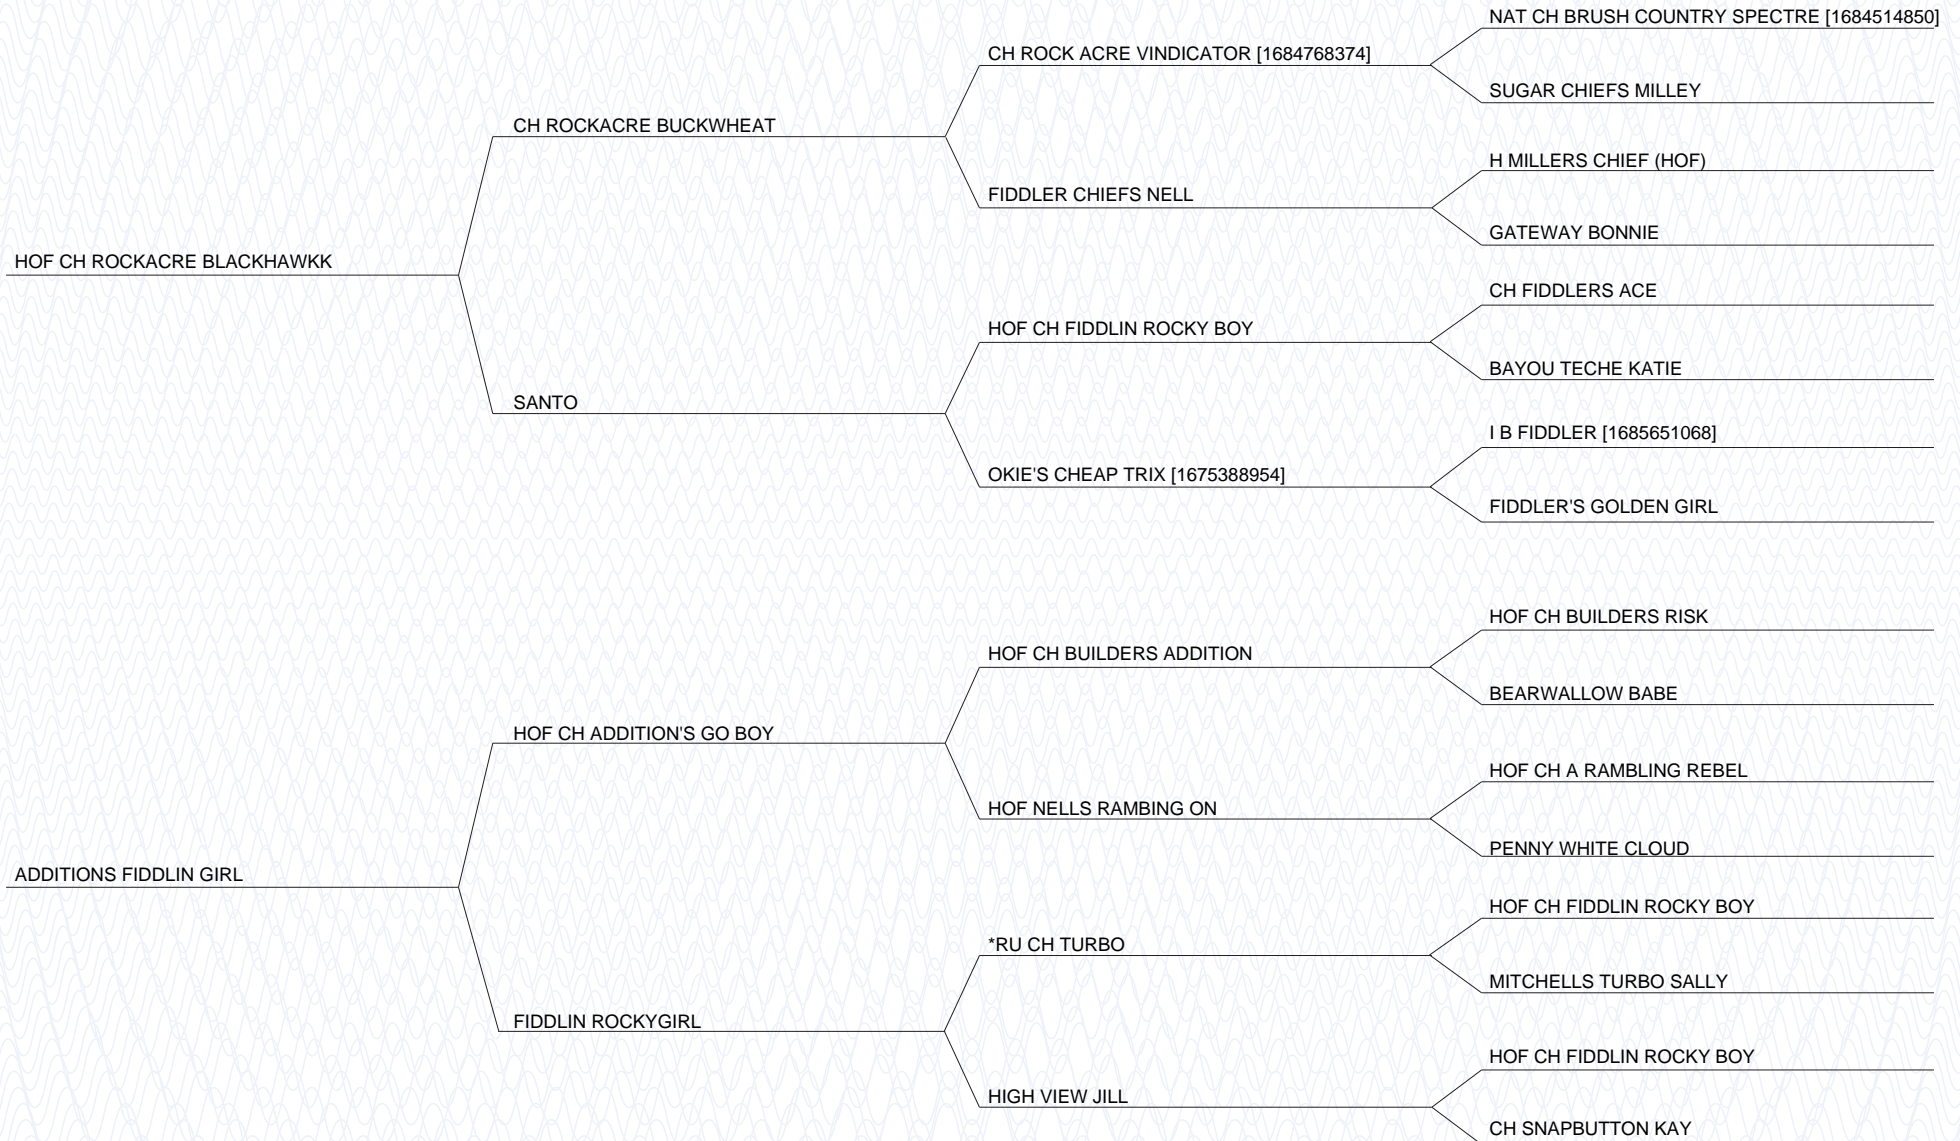 NAT CH BRUSH COUNTRY SPECTRE [1684514850]
CH ROCK ACRE VINDICATOR [1684768374]
SUGAR CHIEFS MILLEY
CH ROCKACRE BUCKWHEAT
H MILLERS CHIEF (HOF)
FIDDLER CHIEFS NELL
GATEWAY BONNIE
HOF CH ROCKACRE BLACKHAWKK
CH FIDDLERS ACE
HOF CH FIDDLIN ROCKY BOY
BAYOU TECHE KATIE
SANTO
I B FIDDLER [1685651068]
OKIE'S CHEAP TRIX [1675388954]
FIDDLER'S GOLDEN GIRL
HOF CH BUILDERS RISK
HOF CH BUILDERS ADDITION
BEARWALLOW BABE
HOF CH ADDITION'S GO BOY
HOF CH A RAMBLING REBEL
HOF NELLS RAMBING ON
PENNY WHITE CLOUD
ADDITIONS FIDDLIN GIRL
HOF CH FIDDLIN ROCKY BOY
*RU CH TURBO
MITCHELLS TURBO SALLY
FIDDLIN ROCKYGIRL
HOF CH FIDDLIN ROCKY BOY
HIGH VIEW JILL
CH SNAPBUTTON KAY